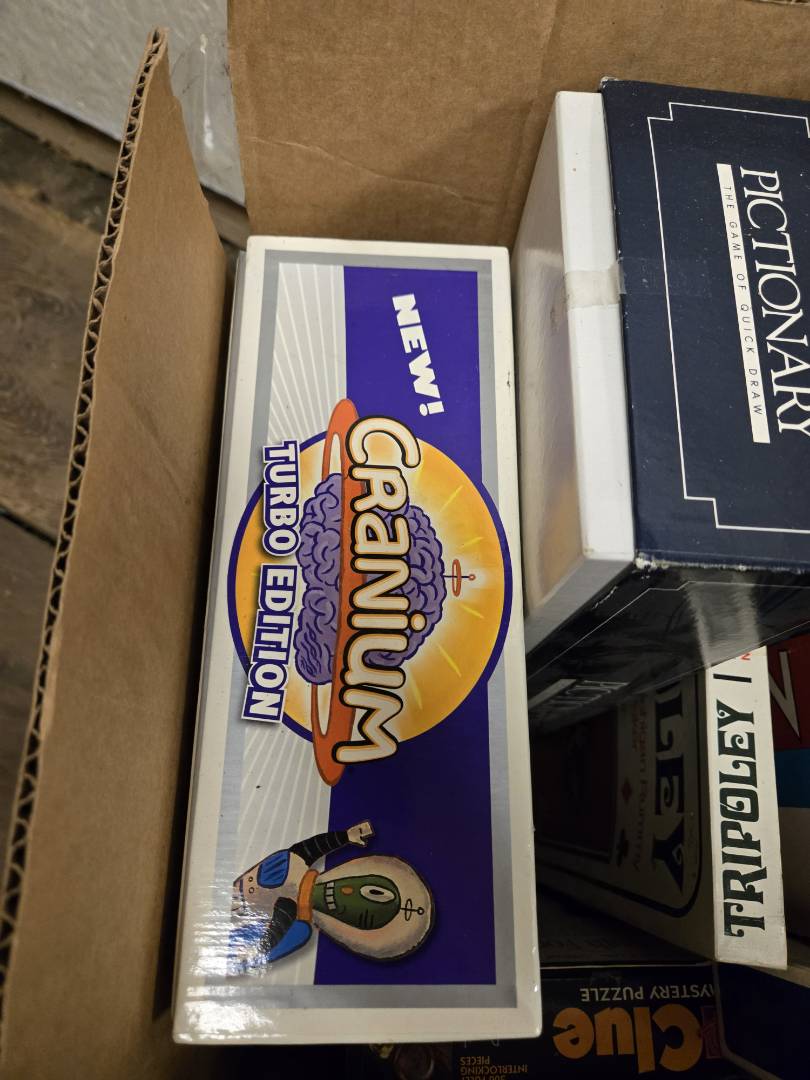 NEW!
CRANIUM
TURBO EDITION
PICTIONARY
THE GAME OF QUICK DRAW
TRIPOLEY
Clue
MYSTERY PUZZLE
INTERLOCKING
PIECES